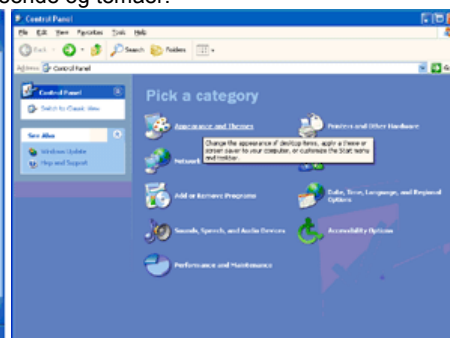 Control Panel
File Edit View Favorites Tools Help
Back Search Folders
Address Control Panel
Control Panel
Switch to Classic View
See Also
Windows Update
Help and Support
Pick a category
Appearance and Themes
Printers and Other Hardware
Change the appearance of desktop items, apply a theme or
screen saver to your computer, or customize the Start menu
and taskbar.
Network
Add or Remove Programs
Date, Time, Language, and Regional
Options
Sounds, Speech, and Audio Devices
Accessibility Options
Performance and Maintenance